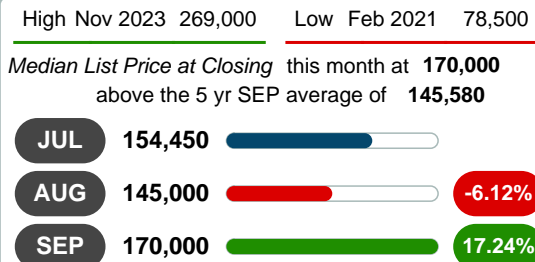 High Nov 2023 269,000 Low Feb 2021 78,500
Median List Price at Closing this month at 170,000
above the 5 yr SEP average of 145,580
JUL 154,450
AUG 145,000 -6.12%
SEP 170,000 17.24%